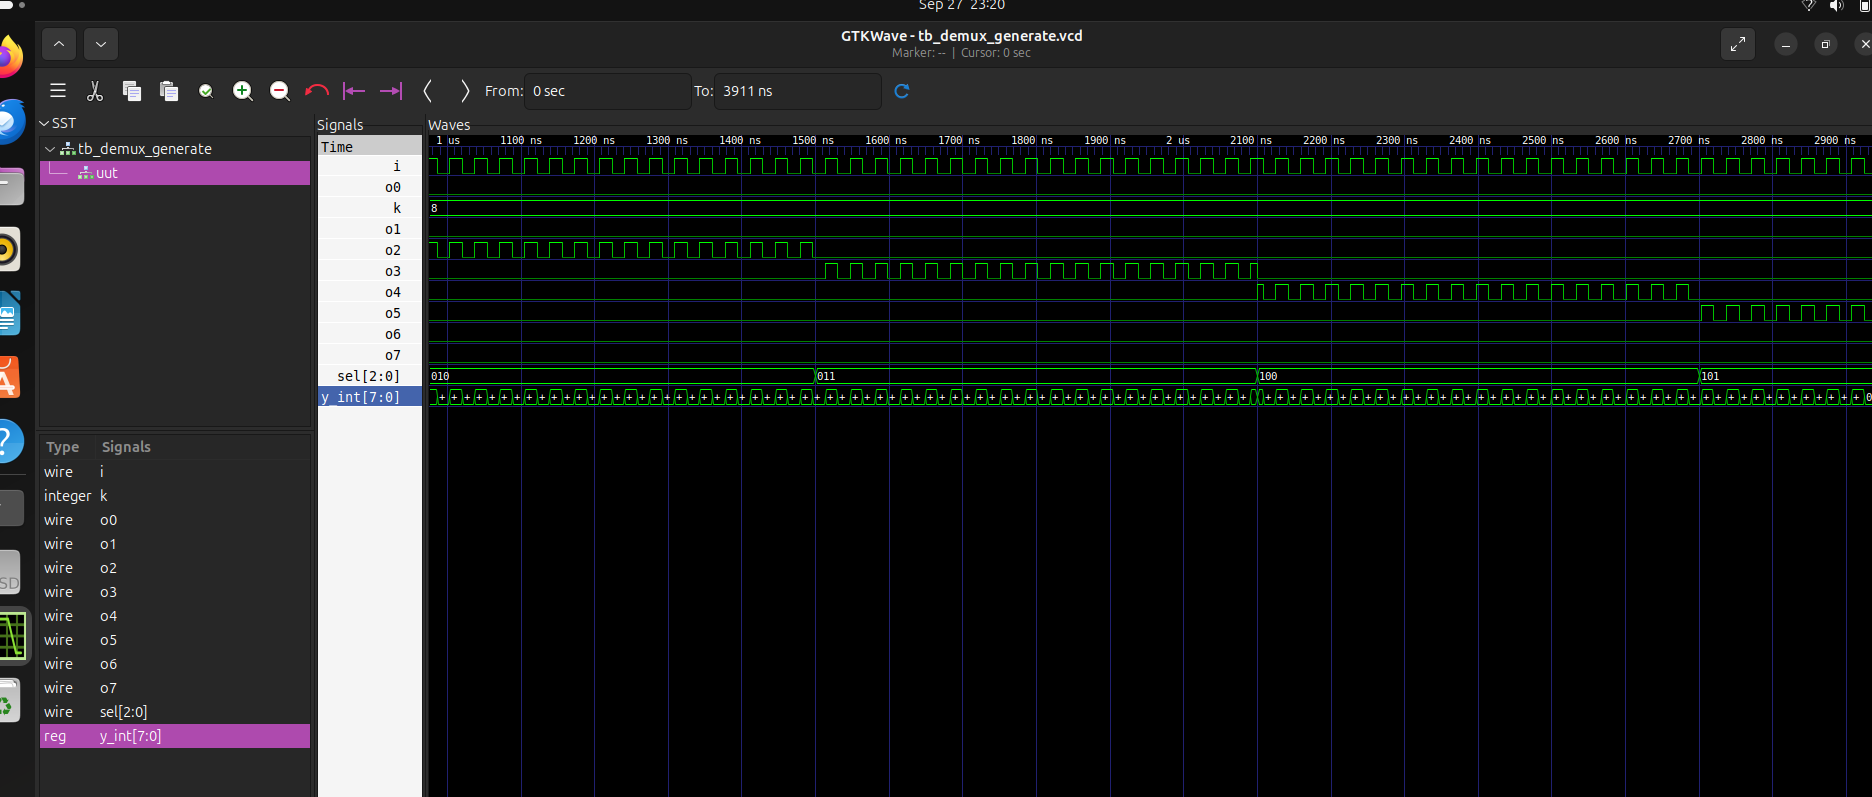 Sep 27 23:20
GTKWave - tb_demux_generate.vcd
Marker: -- | Cursor: 0 sec
From: 0 sec To: 3911 ns
SST
tb_demux_generate
uut
Type Signals
wire i
integer k
wire o0
wire o1
wire o2
wire o3
wire o4
wire o5
wire o6
wire o7
wire sel[2:0]
reg y_int[7:0]
Signals
Time
i
o0
k
o1
o2
o3
o4
o5
o6
o7
sel[2:0]
y_int[7:0]
Waves
1 us 1100 ns 1200 ns 1300 ns 1400 ns 1500 ns 1600 ns 1700 ns 1800 ns 1900 ns 2 us 2100 ns 2200 ns 2300 ns 2400 ns 2500 ns 2600 ns 2700 ns 2800 ns 2900 ns
8
010 011 100 101